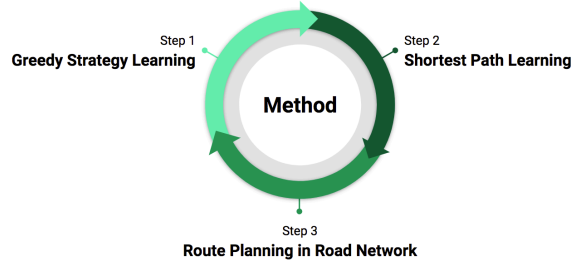 Step 1
Greedy Strategy Learning
Step 2
Shortest Path Learning
Method
Step 3
Route Planning in Road Network